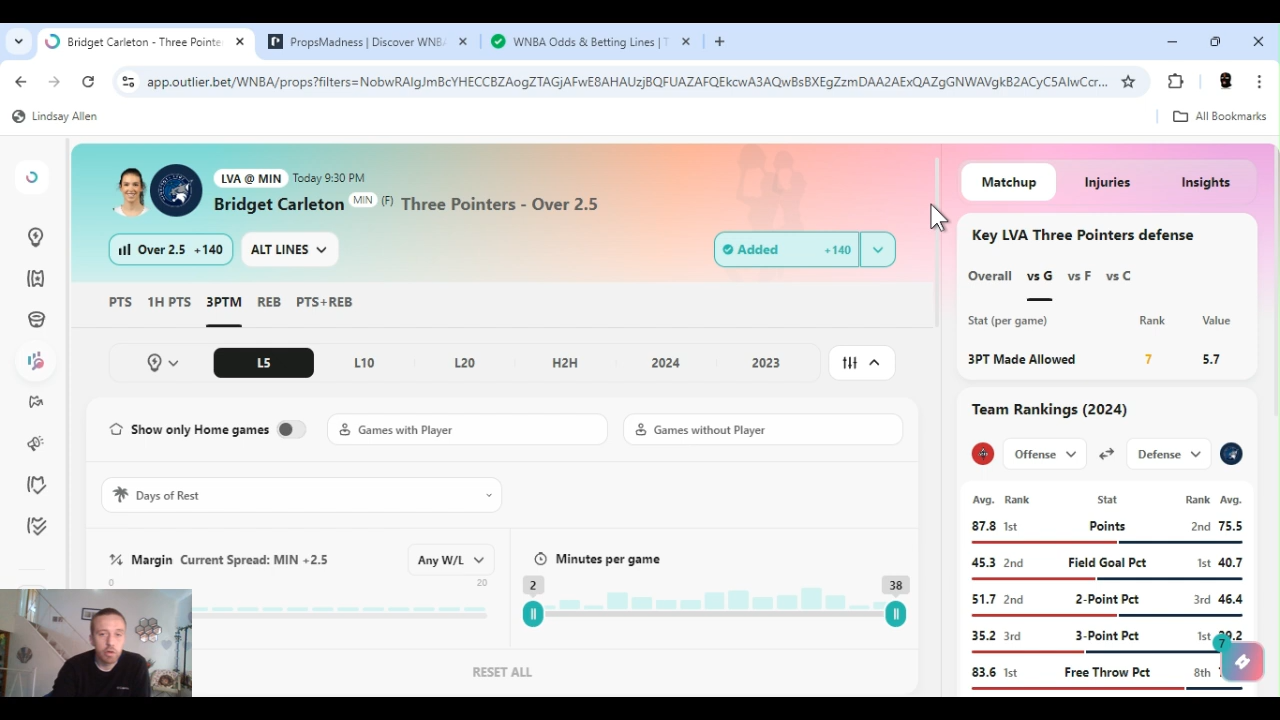 Bridget Carleton - Three Pointe
PropsMadness | Discover WNB
WNBA Odds & Betting Lines | T
app.outlier.bet/WNBA/props?filters=NobwRAlgJmBcYHECCBZAogZTAGjAFwE8AHAUzjBQFUAZAFQEkcwA3AQwBsBXEgZzmDAA2AExQAZgGNWAVgkB2ACyC5AIwCcr...
Lindsay Allen
All Bookmarks
LVA @ MIN Today 9:30 PM
Bridget Carleton MIN (F) Three Pointers - Over 2.5
Over 2.5 +140 ALT LINES
Added +140
PTS 1H PTS 3PTM REB PTS+REB
L5 L10 L20 H2H 2024 2023
Show only Home games Games with Player Games without Player
Days of Rest
Margin Current Spread: MIN +2.5 Any W/L
0 20
Minutes per game
2 38
RESET ALL
Matchup Injuries Insights
Key LVA Three Pointers defense
Overall vs G vs F vs C
Stat (per game) Rank Value
3PT Made Allowed 7 5.7
Team Rankings (2024)
Offense Defense
Avg. Rank Stat Rank Avg.
87.8 1st Points 2nd 75.5
45.3 2nd Field Goal Pct 1st 40.7
51.7 2nd 2-Point Pct 3rd 46.4
35.2 3rd 3-Point Pct 1st 9.2
7
83.6 1st Free Throw Pct 8th